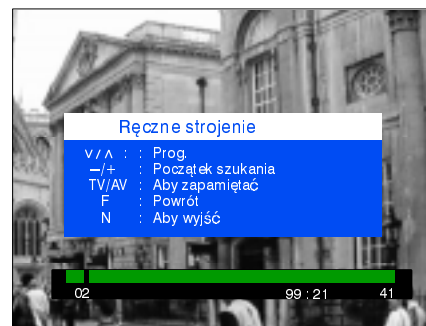 Ręczne strojenie
∨/∧ : : Prog.
–/+ : Początek szukania
TV/AV : Aby zapamiętać
F : Powrót
N : Aby wyjść
02 99:21 41